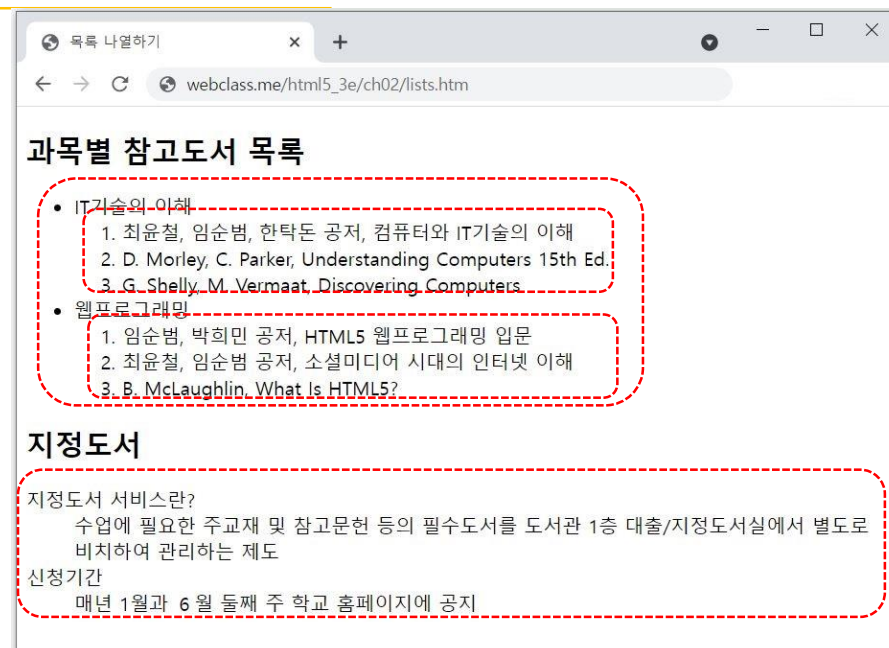 목록 나열하기
webclass.me/html5_3e/ch02/lists.htm
과목별 참고도서 목록
• IT기술의 이해
1. 최윤철, 임순범, 한탁돈 공저, 컴퓨터와 IT기술의 이해
2. D. Morley, C. Parker, Understanding Computers 15th Ed.
3. G. Shelly, M. Vermaat, Discovering Computers
• 웹프로그래밍
1. 임순범, 박희민 공저, HTML5 웹프로그래밍 입문
2. 최윤철, 임순범 공저, 소셜미디어 시대의 인터넷 이해
3. B. McLaughlin, What Is HTML5?
지정도서
지정도서 서비스란?
수업에 필요한 주교재 및 참고문헌 등의 필수도서를 도서관 1층 대출/지정도서실에서 별도로
비치하여 관리하는 제도
신청기간
매년 1월과 6월 둘째 주 학교 홈페이지에 공지